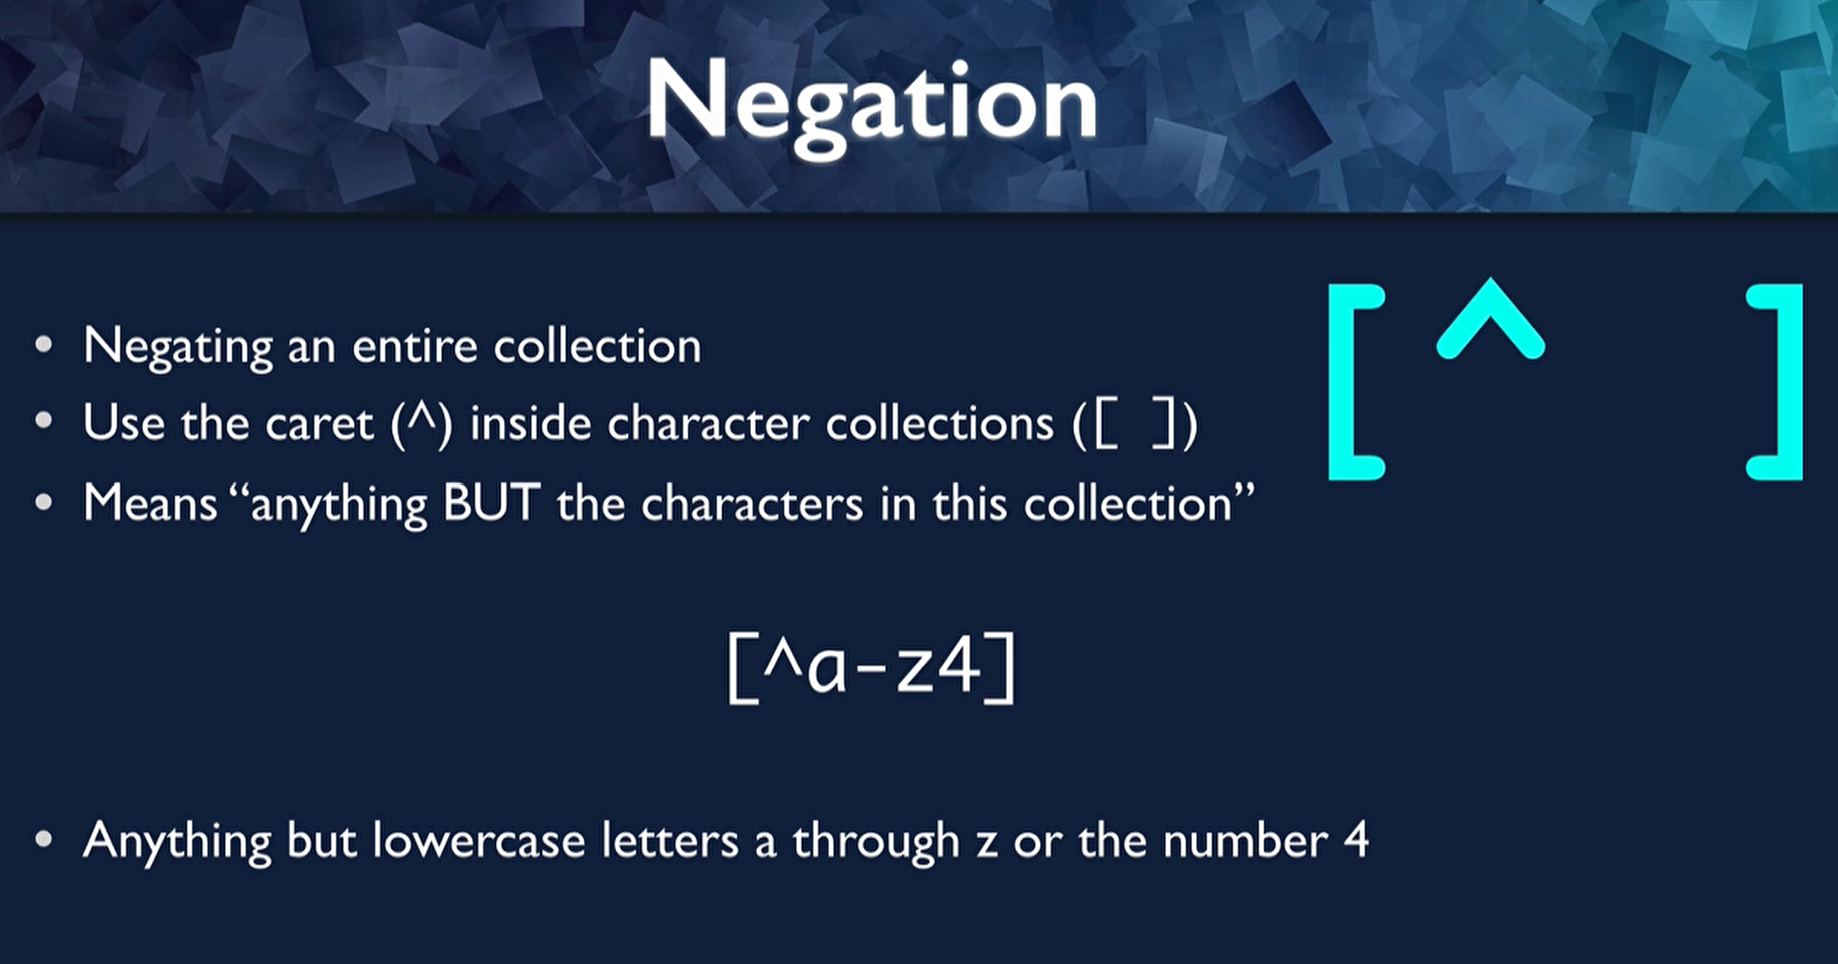 Negation
• Negating an entire collection
• Use the caret (^) inside character collections ([ ])
• Means “anything BUT the characters in this collection”
[^ ]
[^a-z4]
• Anything but lowercase letters a through z or the number 4